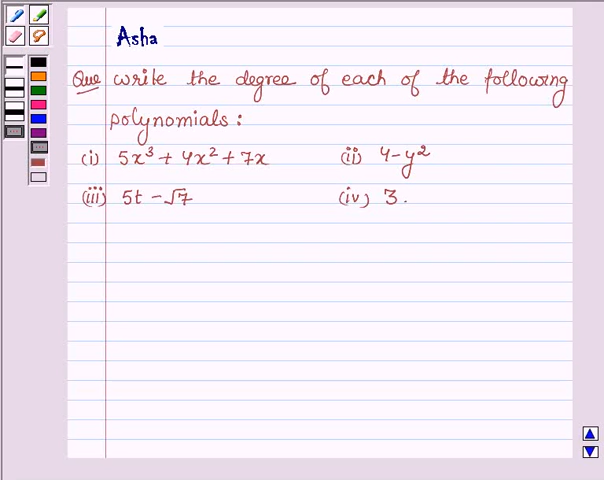 Asha
Que write the degree of each of the following
polynomials :
(i) 5x³ + 4x² + 7x (ii) 4-y²
(iii) 5t - √7 (iv) 3.